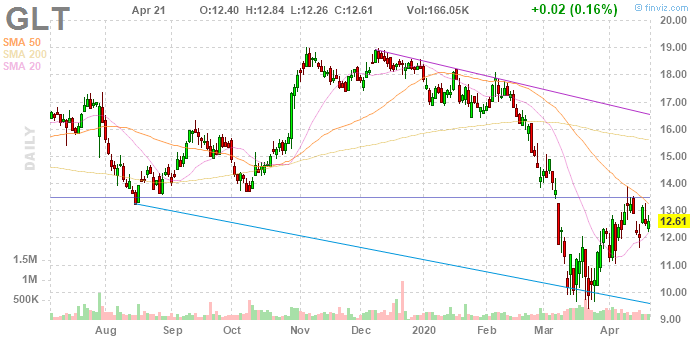 GLT
Apr 21 O:12.40 H:12.84 L:12.26 C:12.61 Vol:166.05K +0.02 (0.16%)
© finviz.com
SMA 50
SMA 200
SMA 20
DAILY
20.00
19.00
18.00
17.00
16.00
15.00
14.00
13.00
12.61
12.00
11.00
10.00
9.00
1.5M
1M
500K
Aug Sep Oct Nov Dec 2020 Feb Mar Apr